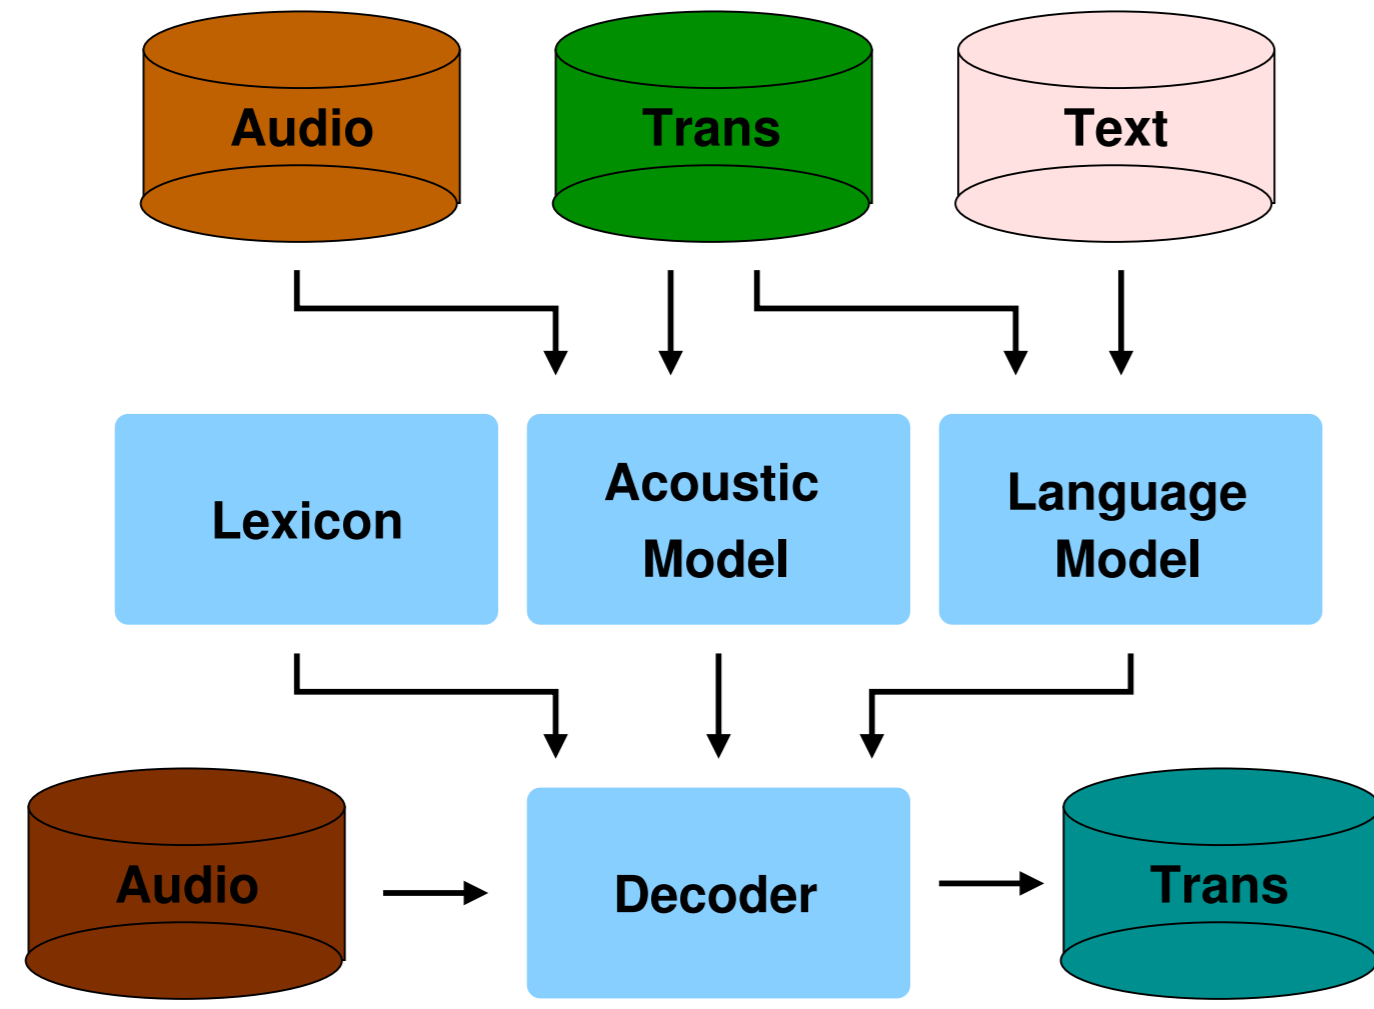 Audio
Trans
Text
Lexicon
Acoustic
Model
Language
Model
Audio
Decoder
Trans